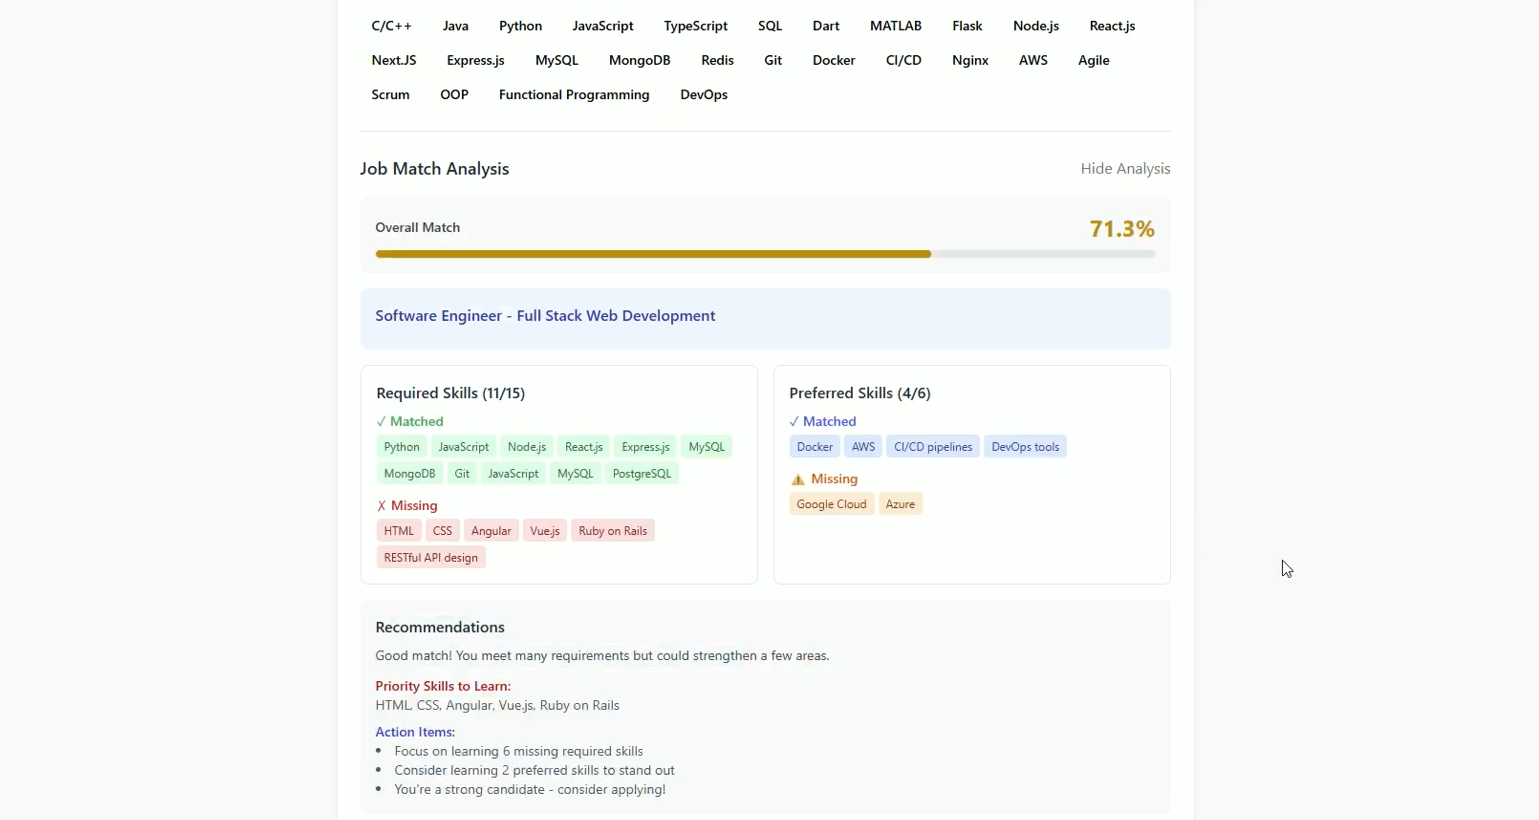 C/C++ Java Python JavaScript TypeScript SQL Dart MATLAB Flask Node.js React.js
Next.JS Express.js MySQL MongoDB Redis Git Docker CI/CD Nginx AWS Agile
Scrum OOP Functional Programming DevOps
Job Match Analysis
Hide Analysis
Overall Match
71.3%
Software Engineer - Full Stack Web Development
Required Skills (11/15)
✓ Matched
Python JavaScript Node.js React.js Express.js MySQL
MongoDB Git JavaScript MySQL PostgreSQL
✗ Missing
HTML CSS Angular Vue.js Ruby on Rails
RESTful API design
Preferred Skills (4/6)
✓ Matched
Docker AWS CI/CD pipelines DevOps tools
⚠ Missing
Google Cloud Azure
Recommendations
Good match! You meet many requirements but could strengthen a few areas.
Priority Skills to Learn:
HTML, CSS, Angular, Vue.js, Ruby on Rails
Action Items:
• Focus on learning 6 missing required skills
• Consider learning 2 preferred skills to stand out
• You're a strong candidate - consider applying!